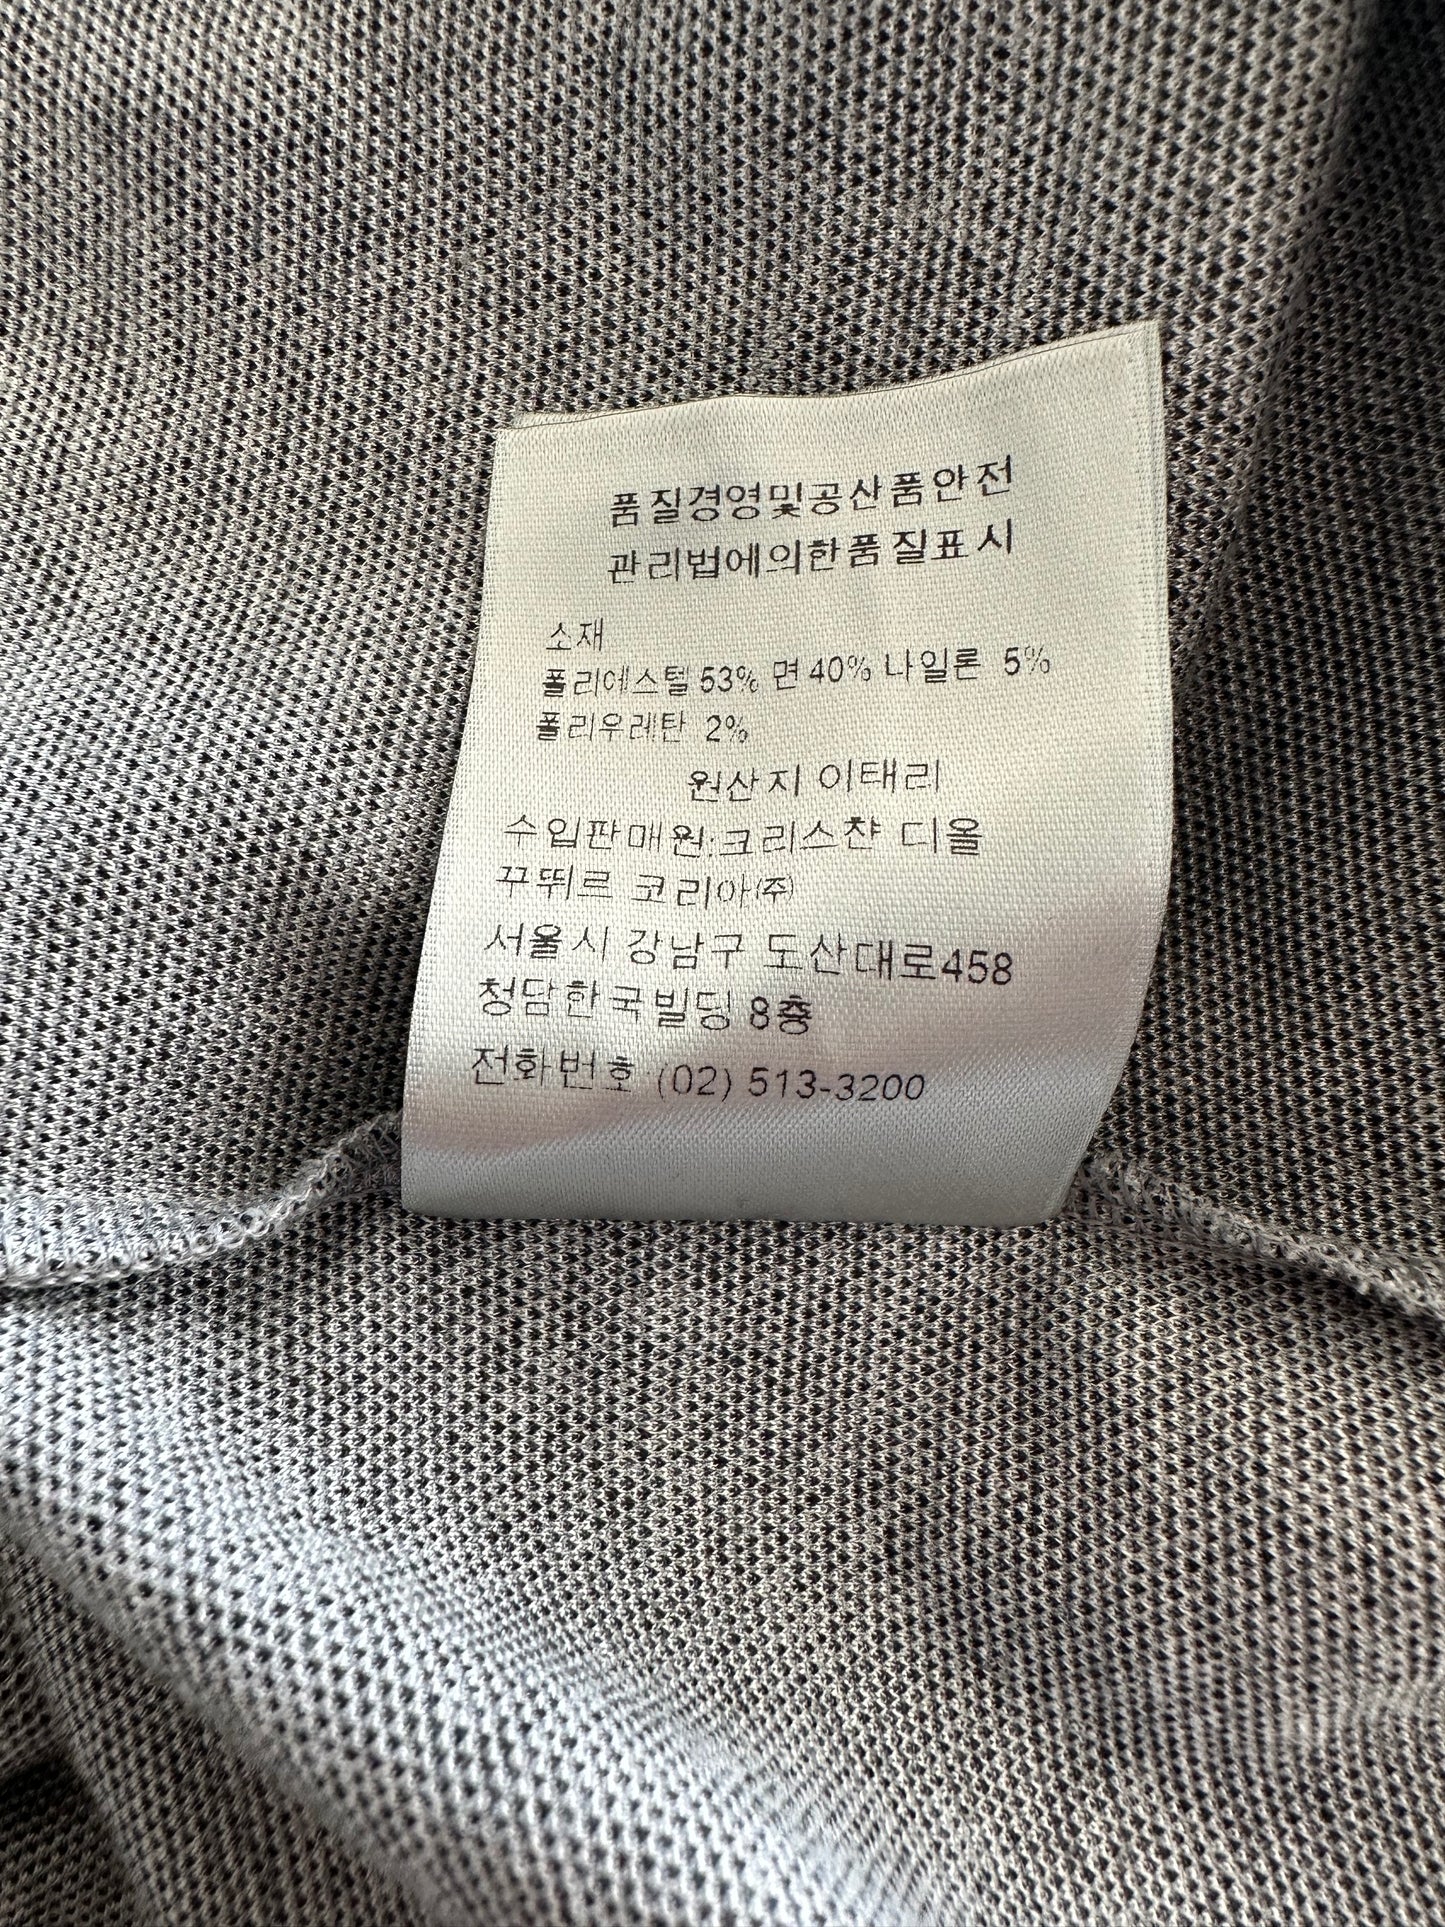 품질경영및공산품안전
관리법에의한품질표시
소재
폴리에스텔 53% 면 40% 나일론 5%
폴리우레탄 2%
원산지 이태리
수입판매원:크리스챤 디올
꾸뛰르 코리아(주)
서울시 강남구 도산대로458
청담한국빌딩 8층
전화번호 (02) 513-3200